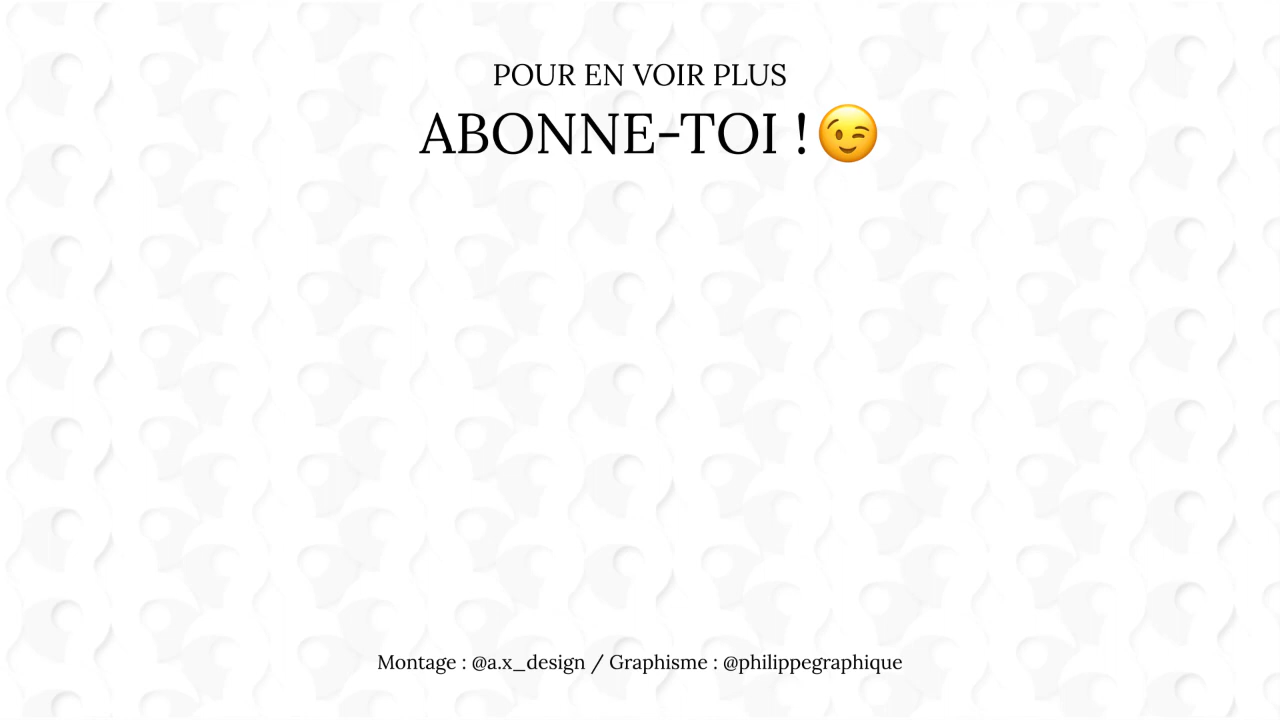 POUR EN VOIR PLUS
ABONNE-TOI ! 😉
Montage : @a.x_design / Graphisme : @philippegraphique